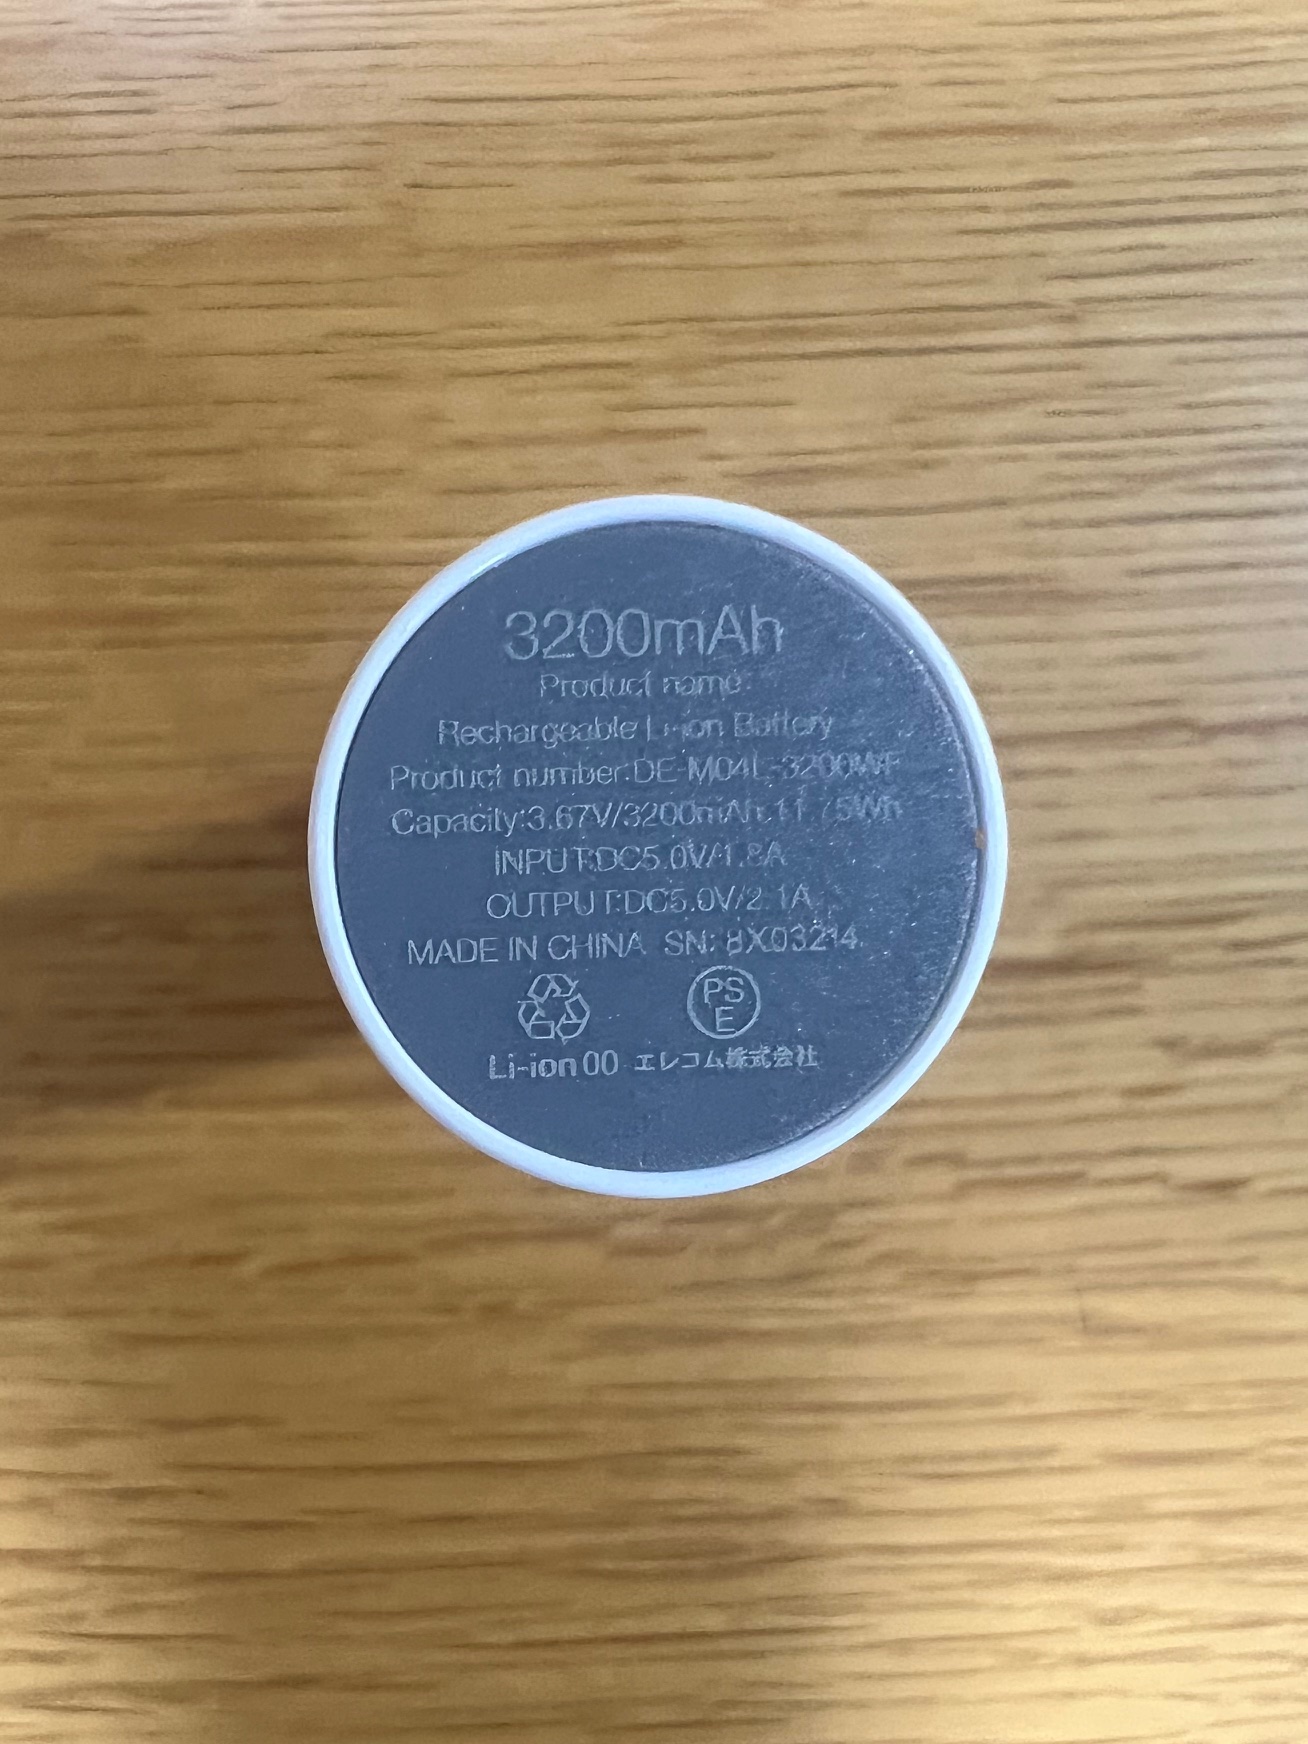 3200mAh
Product name:
Rechargeable Li-ion Battery
Product number:DE-M04L-3200WF
Capacity:3.67V/3200mAh:11.75Wh
INPUT:DC5.0V/1.8A
OUTPUT:DC5.0V/2.1A
MADE IN CHINA SN: 8X03214
PS
E
Li-ion 00 エレコム株式会社